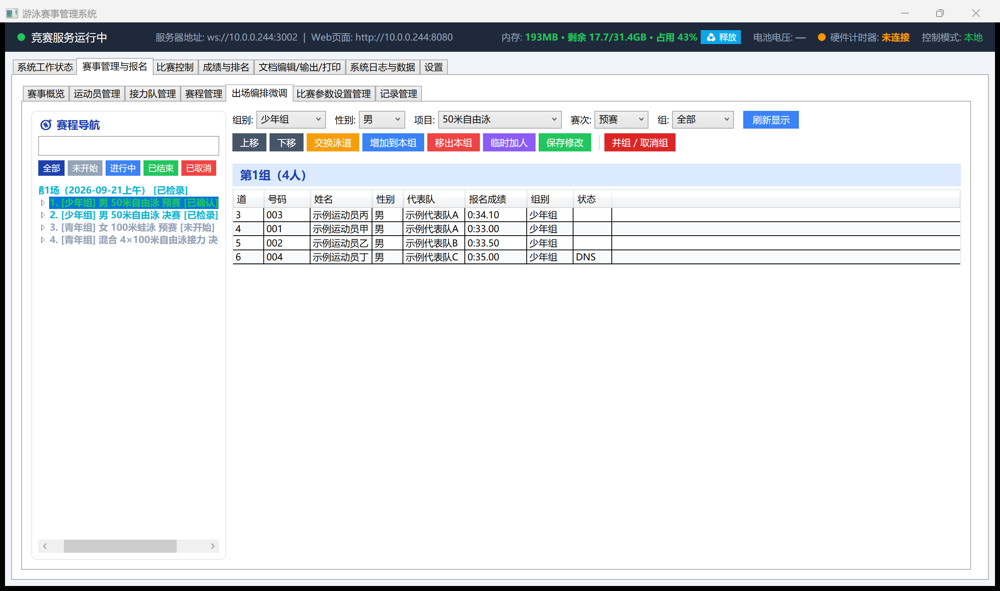 游泳赛事管理系统
竞赛服务运行中 服务器地址: ws://10.0.0.244:3002 | Web页面: http://10.0.0.244:8080 内存: 193MB • 剩余 17.7/31.4GB • 占用 43% 释放 电池电压: — 硬件计时器: 未连接 控制模式: 本地
系统工作状态 赛事管理与报名 比赛控制 成绩与排名 文档编辑/输出/打印 系统日志与数据 设置
赛事概览 运动员管理 接力队管理 赛程管理 出场编排微调 比赛参数设置管理 记录管理
赛程导航
全部 未开始 进行中 已结束 已取消
第1场（2026-09-21上午） [已检录]
1. [少年组] 男 50米自由泳 预赛 [已确认]
2. [少年组] 男 50米自由泳 决赛 [已检录]
3. [青年组] 女 100米蛙泳 预赛 [未开始]
4. [青年组] 混合 4×100米自由泳接力 决
组别: 少年组 性别: 男 项目: 50米自由泳 赛次: 预赛 组: 全部 刷新显示
上移 下移 交换泳道 增加到本组 移出本组 临时加人 保存修改 并组 / 取消组
第1组（4人）
道 号码 姓名 性别 代表队 报名成绩 组别 状态
3 003 示例运动员丙 男 示例代表队A 0:34.10 少年组
4 001 示例运动员甲 男 示例代表队A 0:33.00 少年组
5 002 示例运动员乙 男 示例代表队B 0:33.50 少年组
6 004 示例运动员丁 男 示例代表队C 0:35.00 少年组 DNS